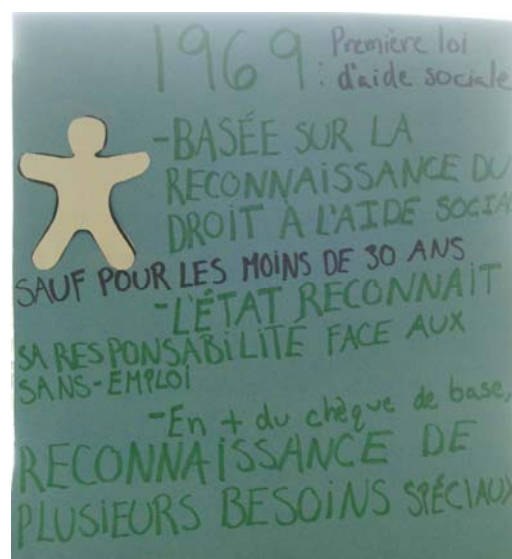 1969 : Première loi
d'aide sociale
-BASÉE SUR LA
RECONNAISSANCE DU
DROIT À L'AIDE SOCIA
SAUF POUR LES MOINS DE 30 ANS
-L'ÉTAT RECONNAIT
SA RESPONSABILITÉ FACE AUX
SANS-EMPLOI
-En + du chèque de base,
RECONNAISSANCE DE
PLUSIEURS BESOINS SPÉCIAUX